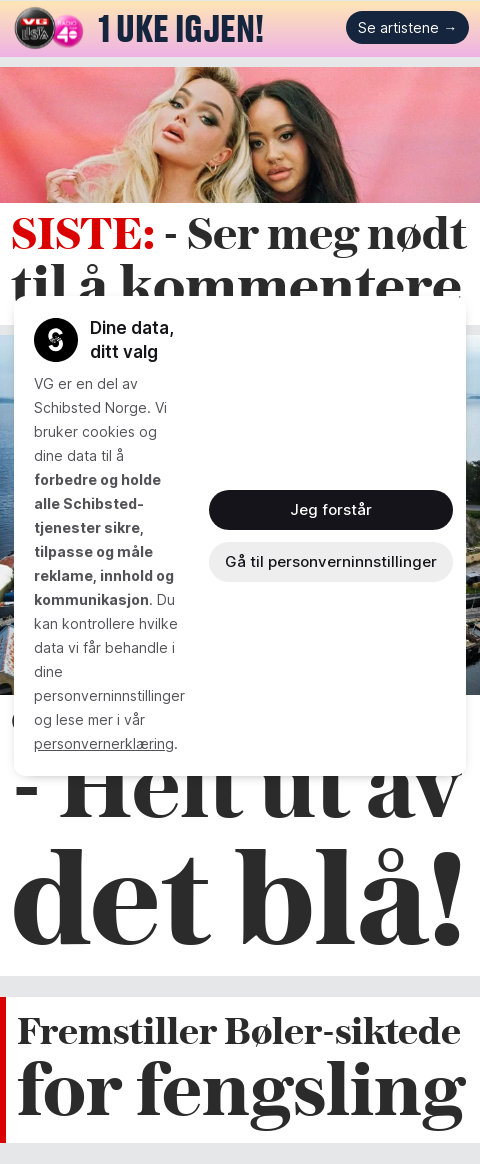 VG
lista
RADIO
1 UKE IGJEN!
Se artistene →
SISTE: - Ser meg nødt
til å kommentere
Dine data,
ditt valg
VG er en del av
Schibsted Norge. Vi
bruker cookies og
dine data til å
forbedre og holde
alle Schibsted-
tjenester sikre,
tilpasse og måle
reklame, innhold og
kommunikasjon. Du
kan kontrollere hvilke
data vi får behandle i
dine
personverninnstillinger
og lese mer i vår
personvernerklæring.
Jeg forstår
Gå til personverninnstillinger
- Helt ut av
det blå!
Fremstiller Bøler-siktede
for fengsling